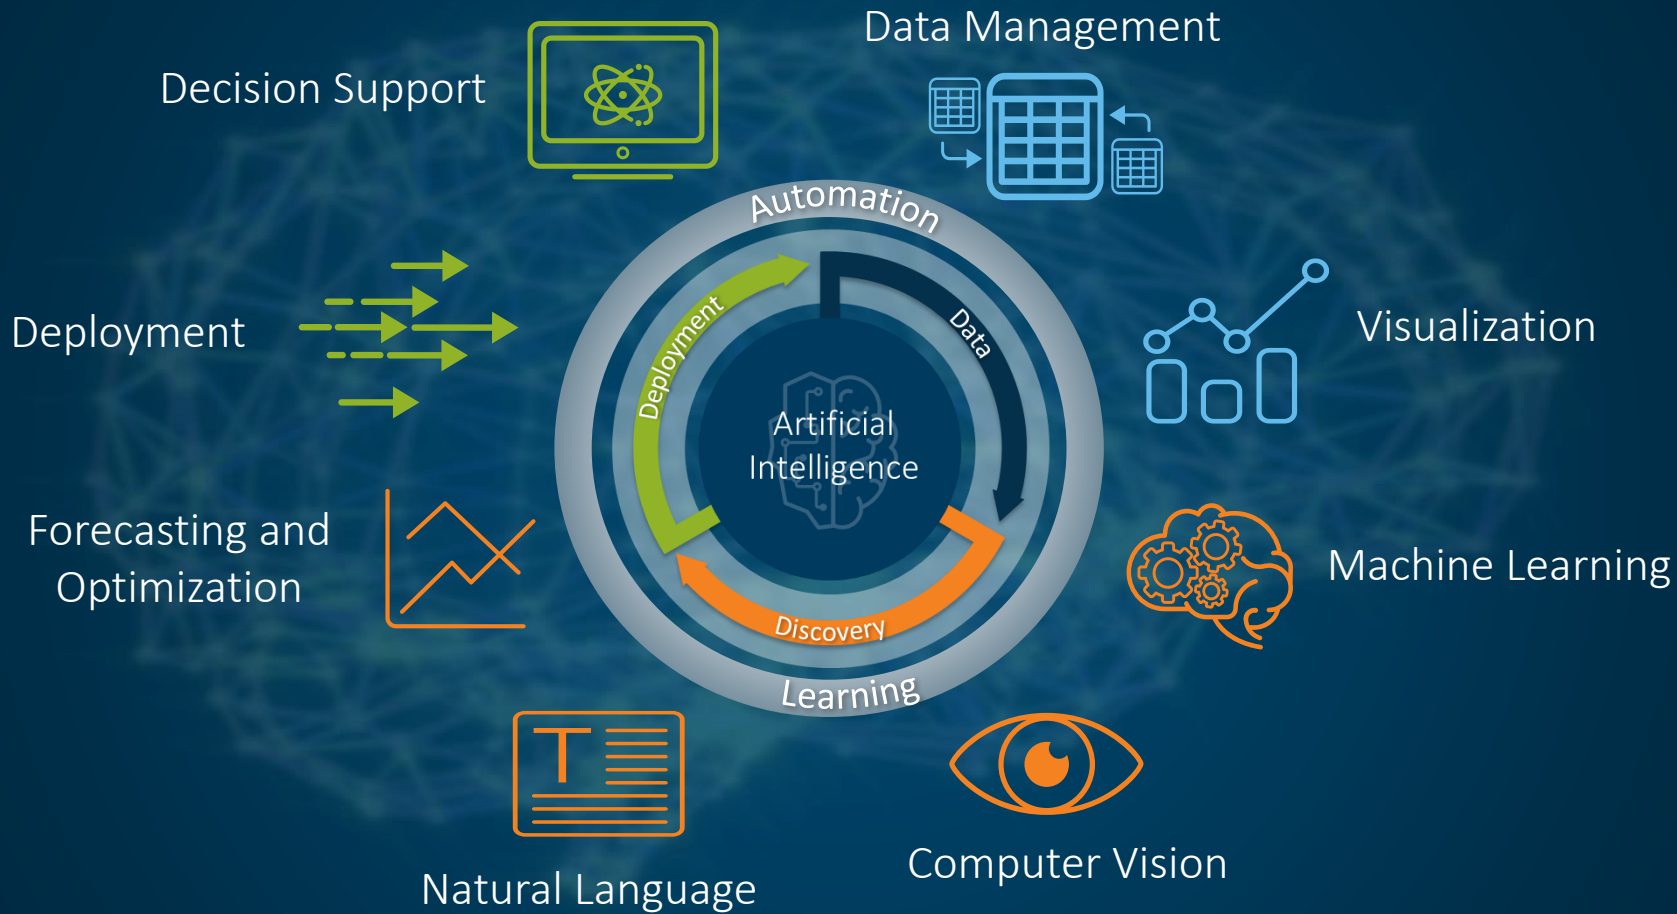 Data Management
Decision Support
Automation
Deployment
Data
Deployment
Visualization
Artificial
Intelligence
Forecasting and
Optimization
Machine Learning
Discovery
Learning
T
Computer Vision
Natural Language